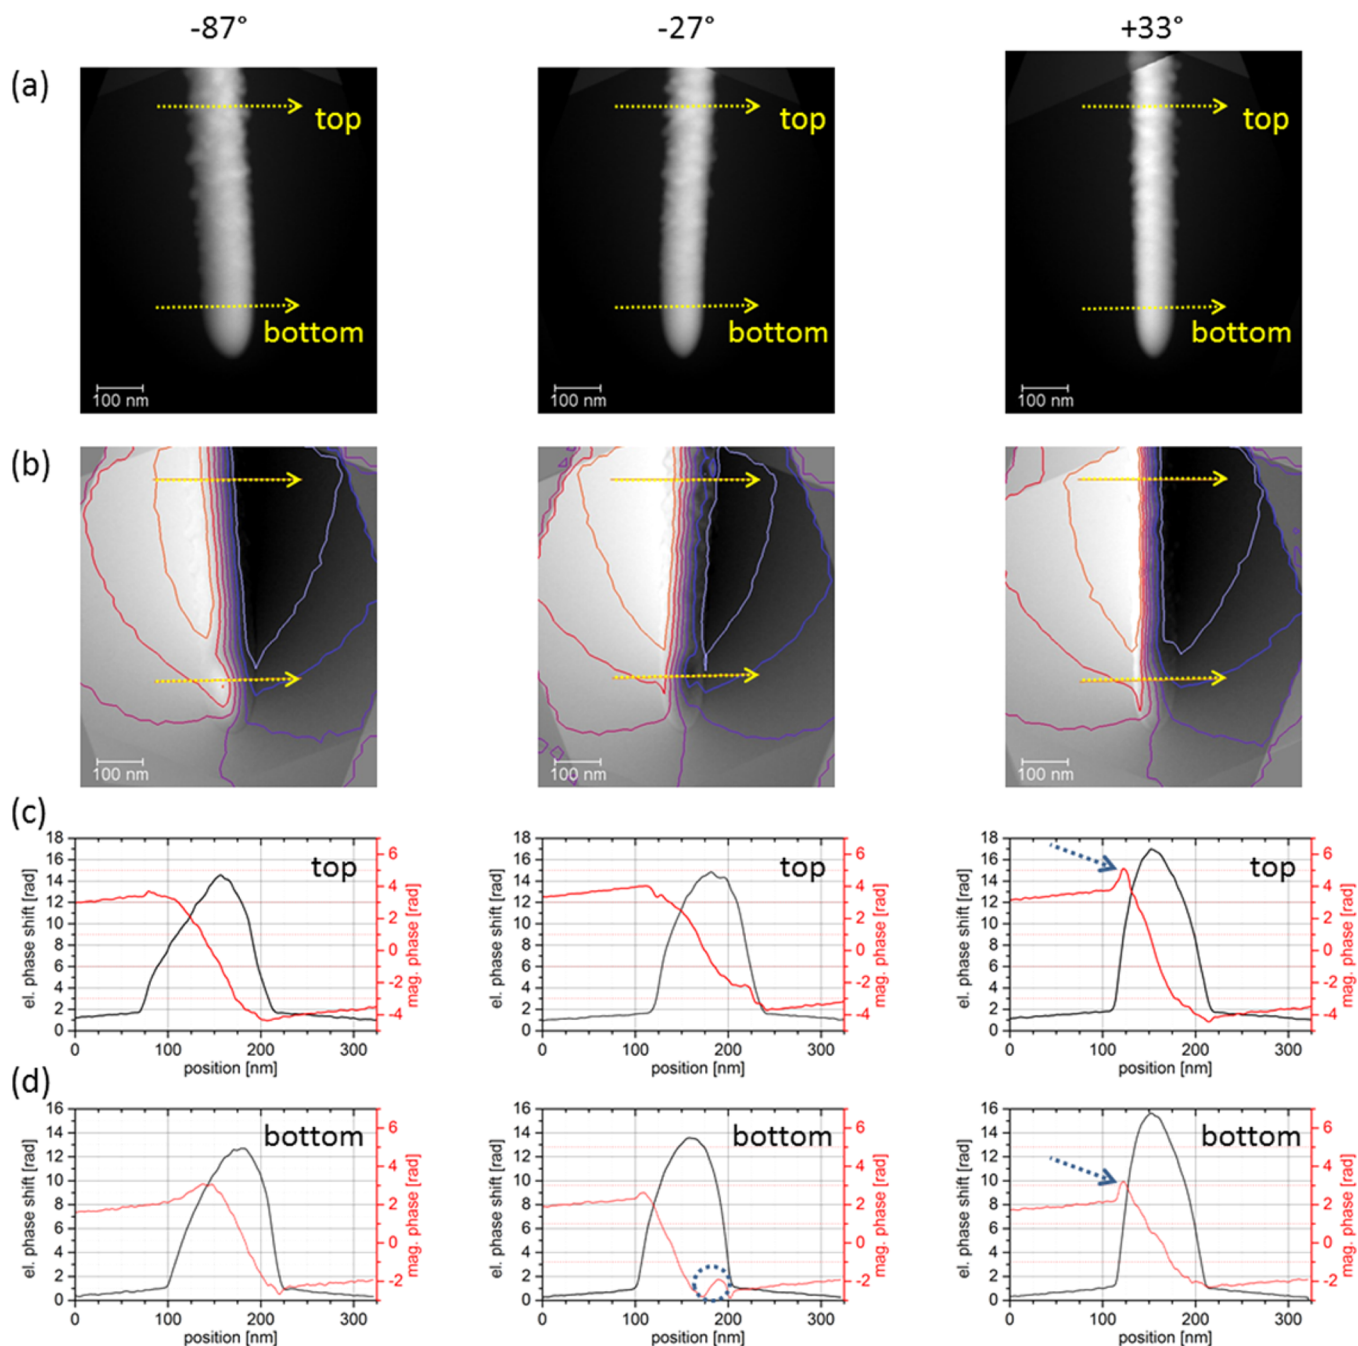 -87° -27° +33°
(a)
top top top
bottom bottom bottom
100 nm 100 nm 100 nm
(b)
100 nm 100 nm 100 nm
(c)
18 16 14 12 10 8 6 4 2 0
el. phase shift [rad]
top
6 4 2 0 -2 -4
mag. phase [rad]
0 100 200 300
position [nm]
18 16 14 12 10 8 6 4 2 0
el. phase shift [rad]
top
6 4 2 0 -2 -4
mag. phase [rad]
0 100 200 300
position [nm]
18 16 14 12 10 8 6 4 2 0
el. phase shift [rad]
top
6 4 2 0 -2 -4
mag. phase [rad]
0 100 200 300
position [nm]
(d)
16 14 12 10 8 6 4 2 0
el. phase shift [rad]
bottom
6 4 2 0 -2
mag. phase [rad]
0 50 100 150 200 250 300
position [nm]
16 14 12 10 8 6 4 2 0
el. phase shift [rad]
bottom
6 4 2 0 -2
mag. phase [rad]
0 50 100 150 200 250 300
position [nm]
16 14 12 10 8 6 4 2 0
el. phase shift [rad]
bottom
6 4 2 0 -2
mag. phase [rad]
0 50 100 150 200 250 300
position [nm]